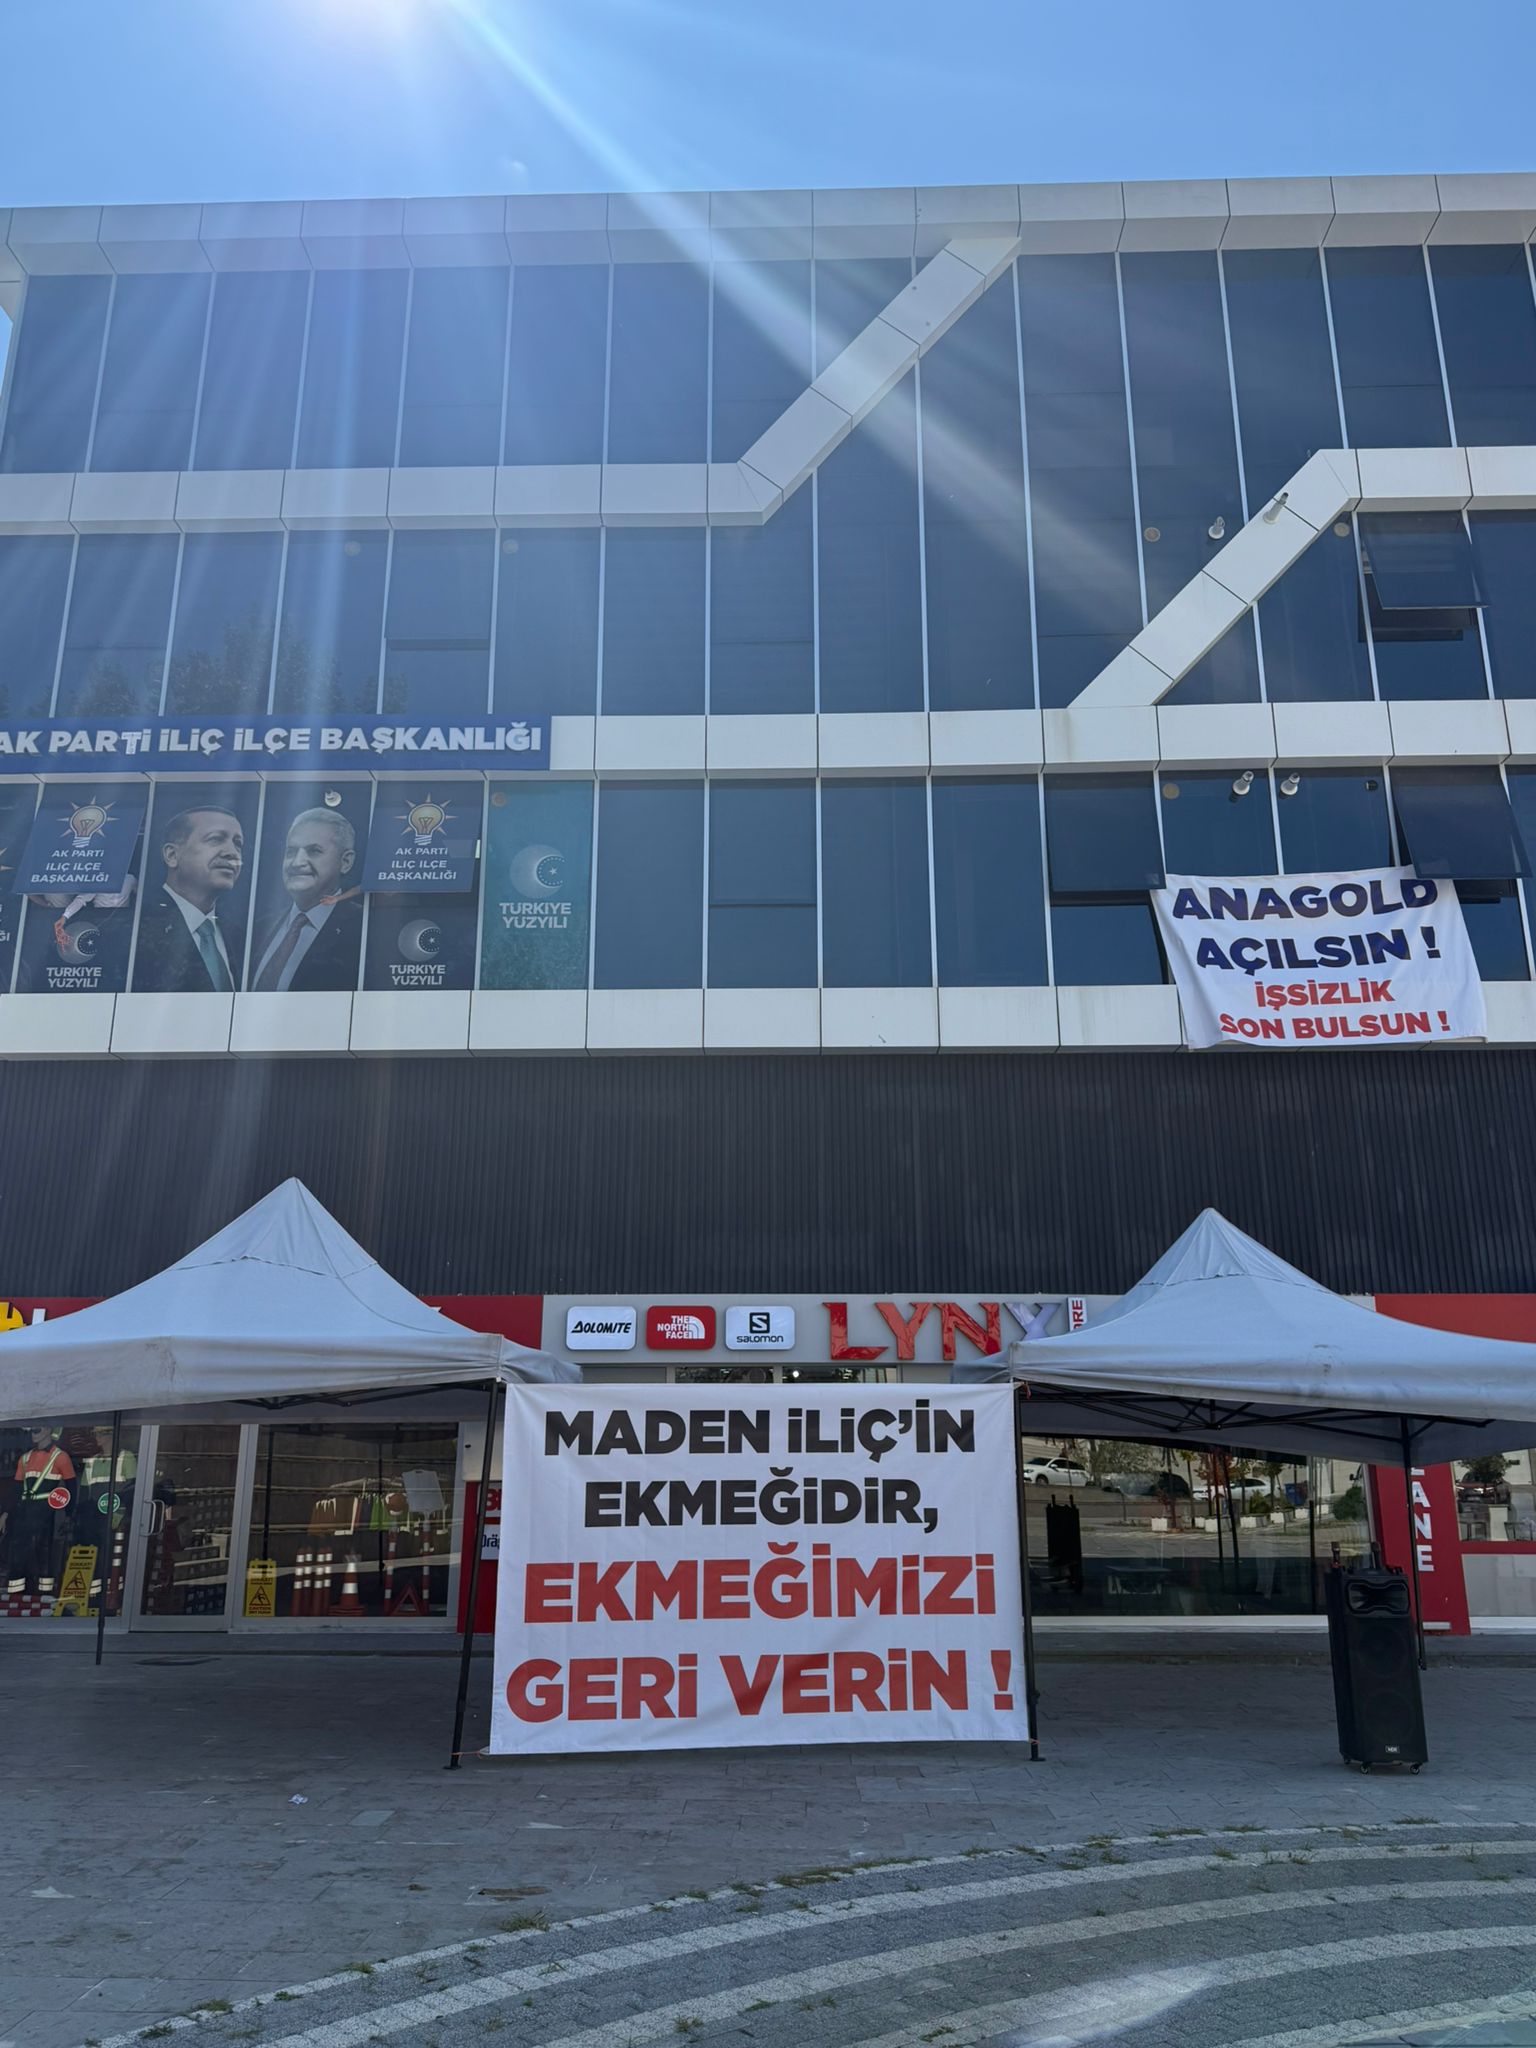 AK PARTİ İLİÇ İLÇE BAŞKANLIĞI
AK PARTİ
İLİÇ İLÇE
BAŞKANLIĞI
TÜRKİYE
YÜZYILI
AK PARTİ
İLİÇ İLÇE
BAŞKANLIĞI
TÜRKİYE
YÜZYILI
TÜRKİYE
YÜZYILI
ANAGOLD
AÇILSIN !
İŞSİZLİK
SON BULSUN !
DOLOMITE
THE
NORTH
FACE
SALOMON
LYNX
MADEN İLİÇ'İN
EKMEĞİDİR,
EKMEĞİMİZİ
GERİ VERİN !
DUR